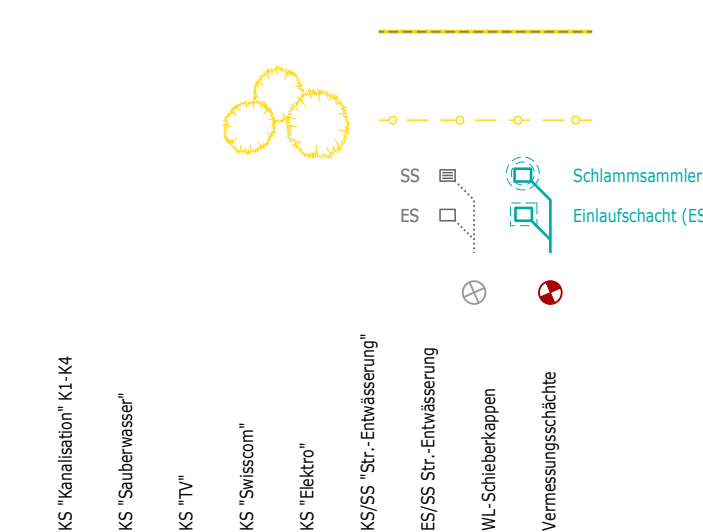 SS
Schlammsammler
ES
Einlaufschacht (ES
KS "Kanalisation" K1-K4
KS "Sauberwasser"
KS "TV"
KS "Swisscom"
KS "Elektro"
KS/SS "Str.-Entwässerung"
ES/SS Str.-Entwässerung
WL-Schieberkappen
Vermessungsschächte